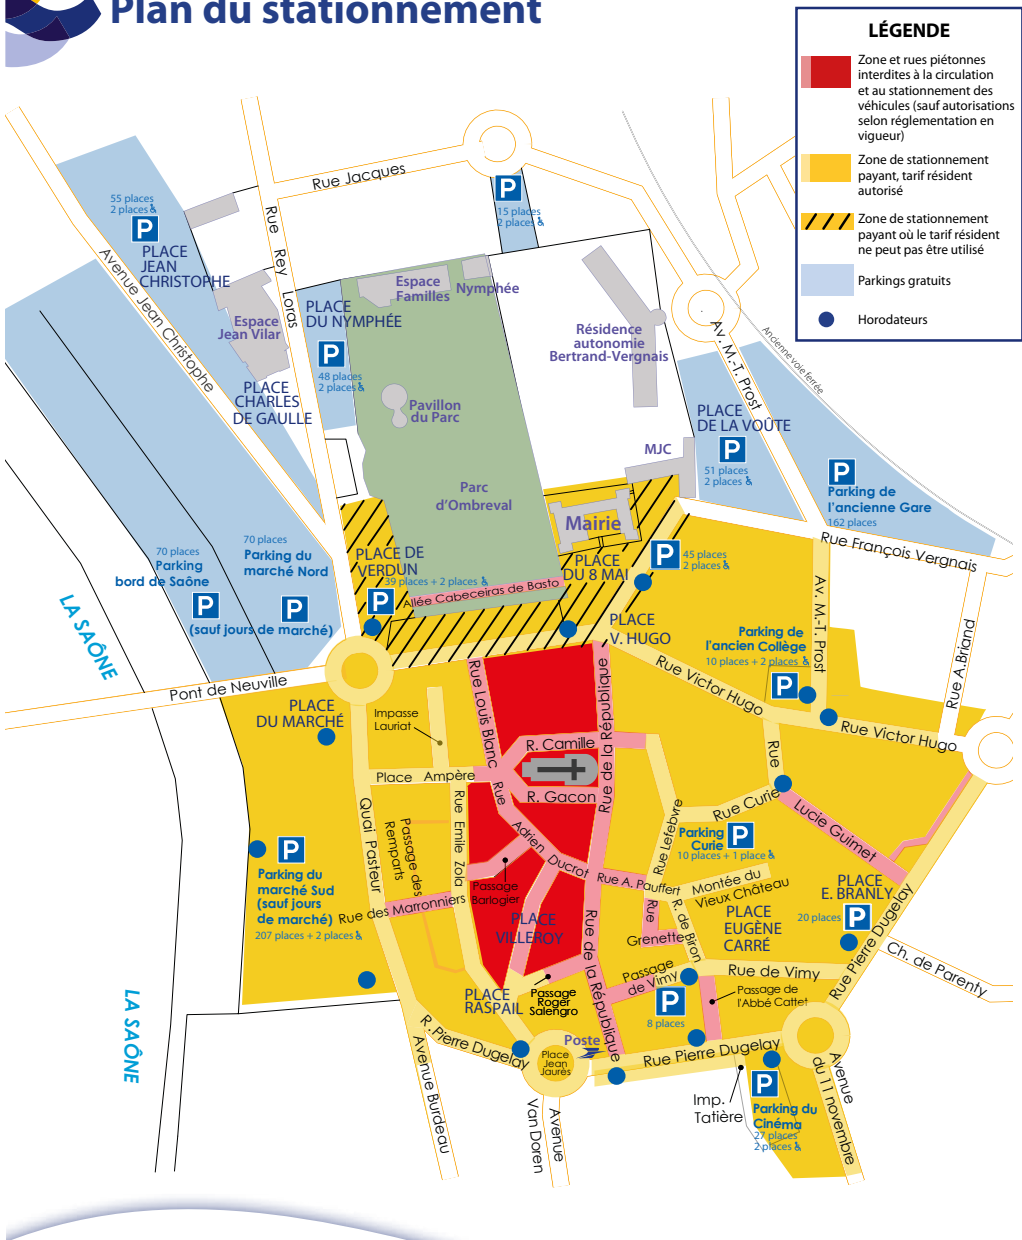 Plan du stationnement
LÉGENDE
Zone et rues piétonnes
interdites à la circulation
et au stationnement des
véhicules (sauf autorisations
selon réglementation en
vigueur)
Zone de stationnement
payant, tarif résident
autorisé
Zone de stationnement
payant où le tarif résident
ne peut pas être utilisé
Parkings gratuits
Horodateurs
Rue Jacques
P
15 places
2 places
55 places
2 places
P
PLACE
JEAN
CHRISTOPHE
Avenue Jean Christophe
Rue Rey Loras
Espace
Jean Vilar
PLACE
CHARLES
DE GAULLE
PLACE
DU NYMPHÉE
P
48 places
2 places
Espace
Familles
Nymphée
Pavillon
du Parc
Parc
d'Ombreval
Résidence
autonomie
Bertrand-Vergnais
MJC
Mairie
Av. M.-T. Prost
Ancienne voie ferrée
PLACE
DE LA VOÛTE
P
51 places
2 places
P
Parking de
l'ancienne Gare
162 places
Rue François Vergnais
70 places
Parking
bord de Saône
P
70 places
Parking du
marché Nord
P
(sauf jours de marché)
LA SAÔNE
PLACE DE
VERDUN
39 places + 2 places
P
Allée Cabeceiras de Basto
PLACE
DU 8 MAI
P
45 places
2 places
PLACE
V. HUGO
Av. M.-T. Prost
Parking de
l'ancien Collège
10 places + 2 places
P
Rue A.Briand
Rue Victor Hugo
Rue Victor Hugo
Pont de Neuville
PLACE
DU MARCHÉ
Impasse
Lauriat
Rue Louis Blanc
Rue de la République
R. Camille
R. Gacon
Place Ampère
Quai Pasteur
Rue Emile Zola
Passage des
Remparts
Rue Adrien Ducrot
Rue Curie
Lucie Guimet
Rue Lefebvre
Parking
Curie
P
10 places + 1 place
P
Parking du
marché Sud
(sauf jours
de marché)
207 places + 2 places
Rue des Marronniers
Passage
Barlogier
PLACE
VILLEROY
Rue A. Pauffert
Montée du
Vieux Château
Rue
Grenette
R. de Biron
PLACE
EUGÈNE
CARRÉ
PLACE
E. BRANLY
20 places
P
Rue Pierre Dugelay
Ch. de Parenty
Rue de la République
Passage
de Vimy
Rue de Vimy
Passage de
l'Abbé Cattet
P
8 places
PLACE
RASPAIL
Passage
Roger
Salengro
LA SAÔNE
R. Pierre Dugelay
Poste
Place
Jean
Jaurès
Rue Pierre Dugelay
Avenue Burdeau
Avenue
Van Doren
Imp.
Tatière
P
Parking du
Cinéma
27 places
2 places
Avenue
du 11 novembre